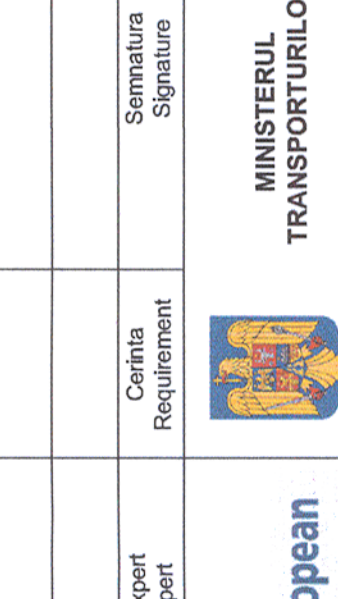 xpert
pert
Cerinta
Requirement
Semnatura
Signature
opean
MINISTERUL
TRANSPORTURILO